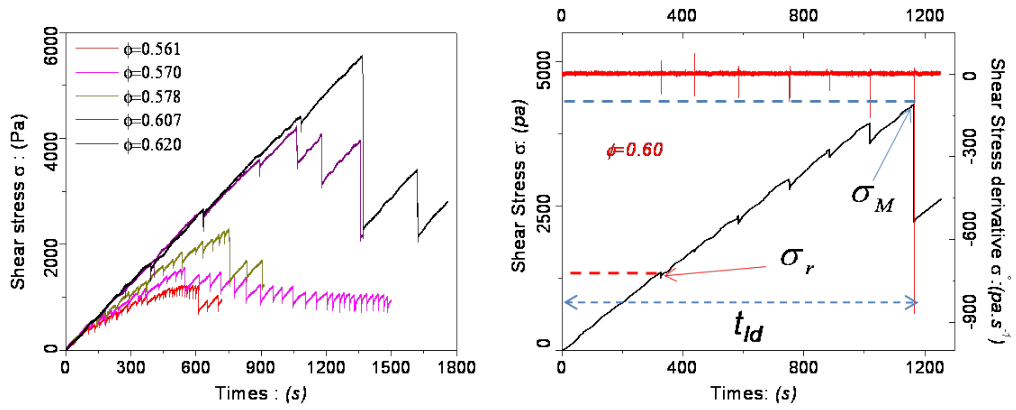 0 400 800 1200
6000
4000
2000
0
Shear stress σ : (Pa)
ϕ=0.561
ϕ=0.570
ϕ=0.578
ϕ=0.607
ϕ=0.620
0 300 600 900 1200 1500 1800
Times : (s)
5000
2500
0
Shear Stress σ: (pa)
ϕ=0.60
σM
σr
tld
0
-300
-600
-900
Shear Stress derivative σ°:(pa.s-1)
0 400 800 1200
Times: (s)